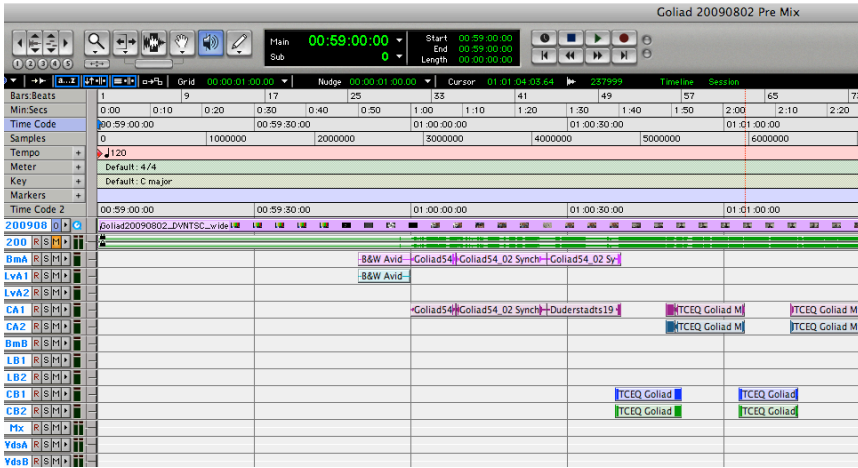 Goliad 20090802 Pre Mix
Main 00:59:00:00 Start 00:59:00:00
End 00:59:00:00
Sub 0 Length 00:00:00:00
1 2 3 4 5
a...z Grid 00:00:01:00.00 Nudge 00:00:01:00.00 Cursor 01:01:04:03.64 237999 Timeline Session
Bars:Beats 1 9 17 25 33 41 49 57 65 73
Min:Secs 0:00 0:10 0:20 0:30 0:40 0:50 1:00 1:10 1:20 1:30 1:40 1:50 2:00 2:10 2:20
Time Code 00:59:00:00 00:59:30:00 01:00:00:00 01:00:30:00 01:01:00:00
Samples 0 1000000 2000000 3000000 4000000 5000000 6000000
Tempo + 120
Meter + Default: 4/4
Key + Default: C major
Markers +
Time Code 2 00:59:00:00 00:59:30:00 01:00:00:00 01:00:30:00 01:01:00:00
200908 O Goliad20090802_DVNTSC_wide
200 R S M
BmA R S M B&W Avid Goliad54 Goliad54_02 Synch Goliad54_02 Sy
LvA1 R S M B&W Avid
LvA2 R S M
CA1 R S M Goliad54 Goliad54_02 Synch Duderstadts19 TCEQ Goliad M TCEQ Goliad M
CA2 R S M TCEQ Goliad M TCEQ Goliad M
BmB R S M
LB1 R S M
LB2 R S M
CB1 R S M TCEQ Goliad TCEQ Goliad
CB2 R S M TCEQ Goliad TCEQ Goliad
Mx R S M
VdsA R S M
VdsB R S M